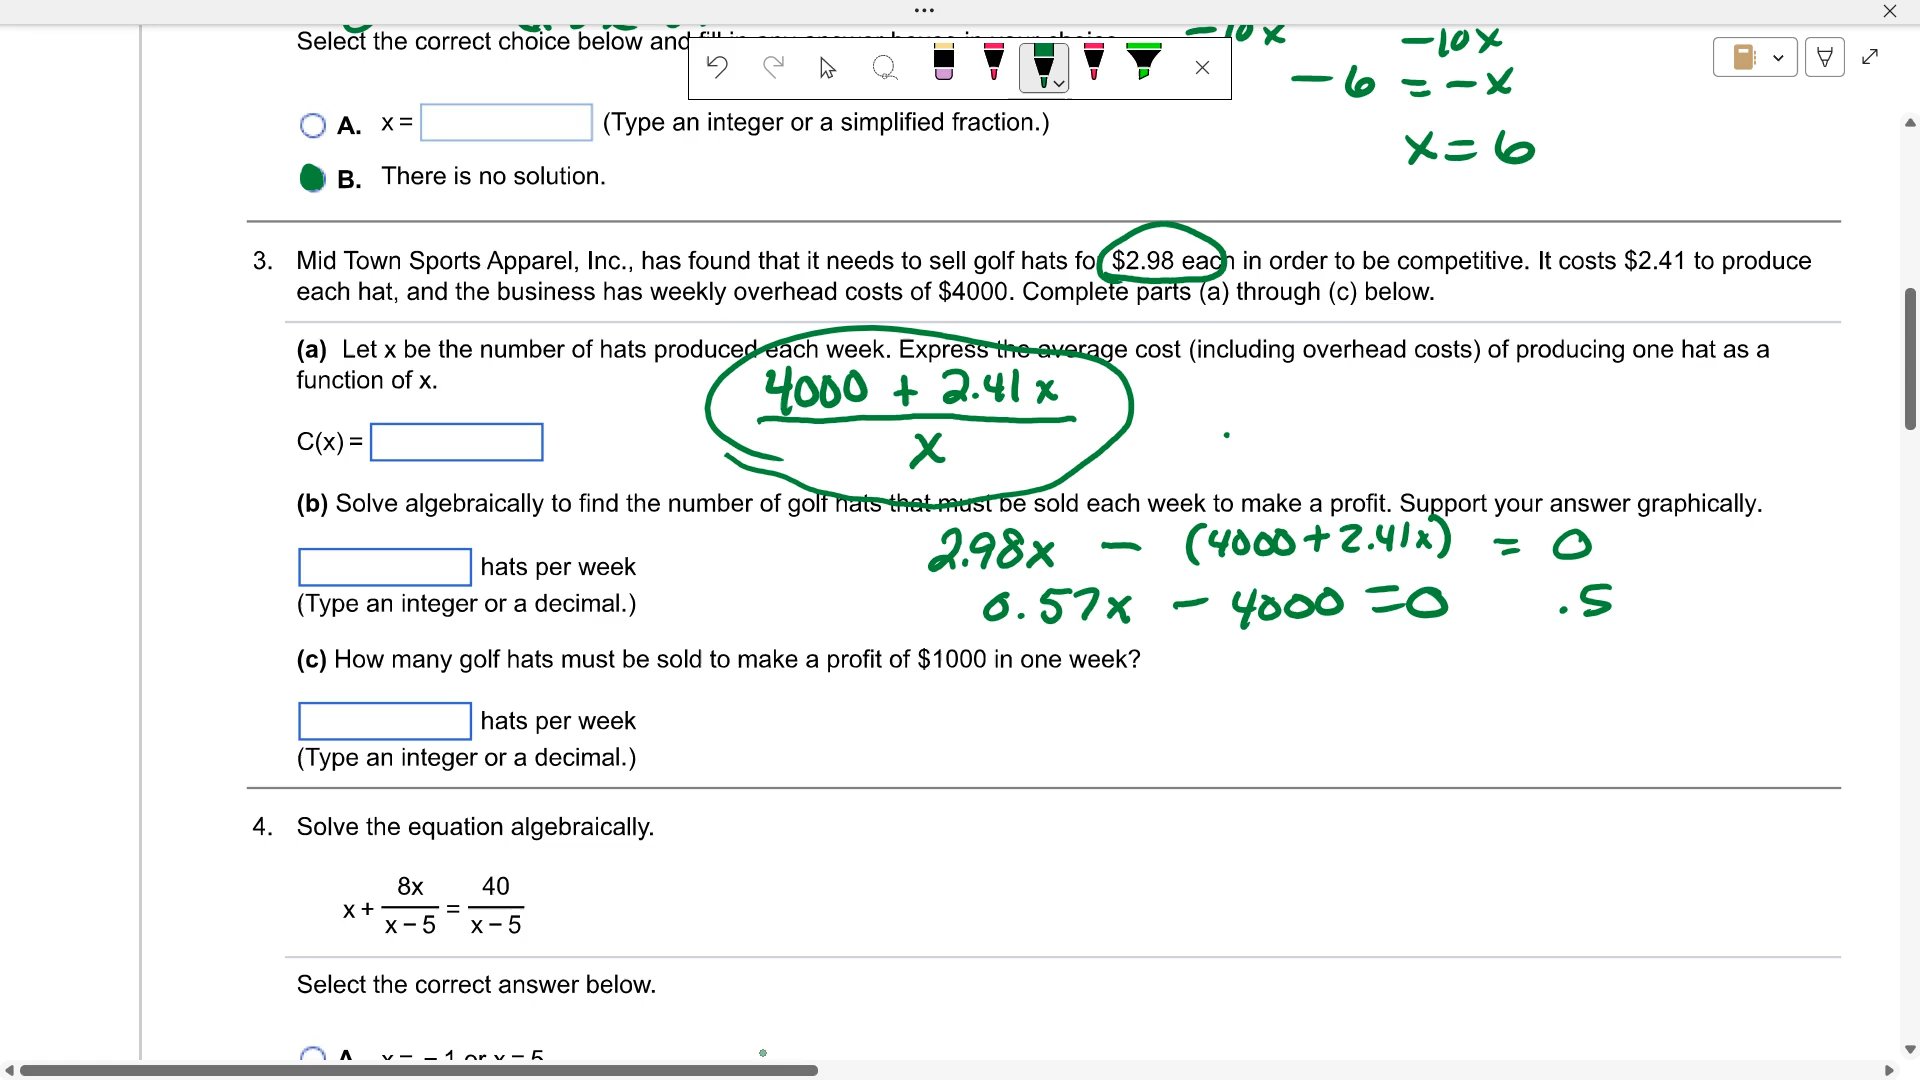 Select the correct choice below and
−10x −10x
−6 = −x
A. x = (Type an integer or a simplified fraction.)
x = 6
B. There is no solution.
3. Mid Town Sports Apparel, Inc., has found that it needs to sell golf hats fo $2.98 each in order to be competitive. It costs $2.41 to produce
each hat, and the business has weekly overhead costs of $4000. Complete parts (a) through (c) below.
(a) Let x be the number of hats produced each week. Express the average cost (including overhead costs) of producing one hat as a
function of x.
4000 + 2.41x
C(x) =
x
(b) Solve algebraically to find the number of golf hats that must be sold each week to make a profit. Support your answer graphically.
2.98x − (4000 + 2.41x) = 0
hats per week
0.57x − 4000 = 0 .5
(Type an integer or a decimal.)
(c) How many golf hats must be sold to make a profit of $1000 in one week?
hats per week
(Type an integer or a decimal.)
4. Solve the equation algebraically.
x + 8x/(x − 5) = 40/(x − 5)
Select the correct answer below.
A. x = − 1 or x = 5